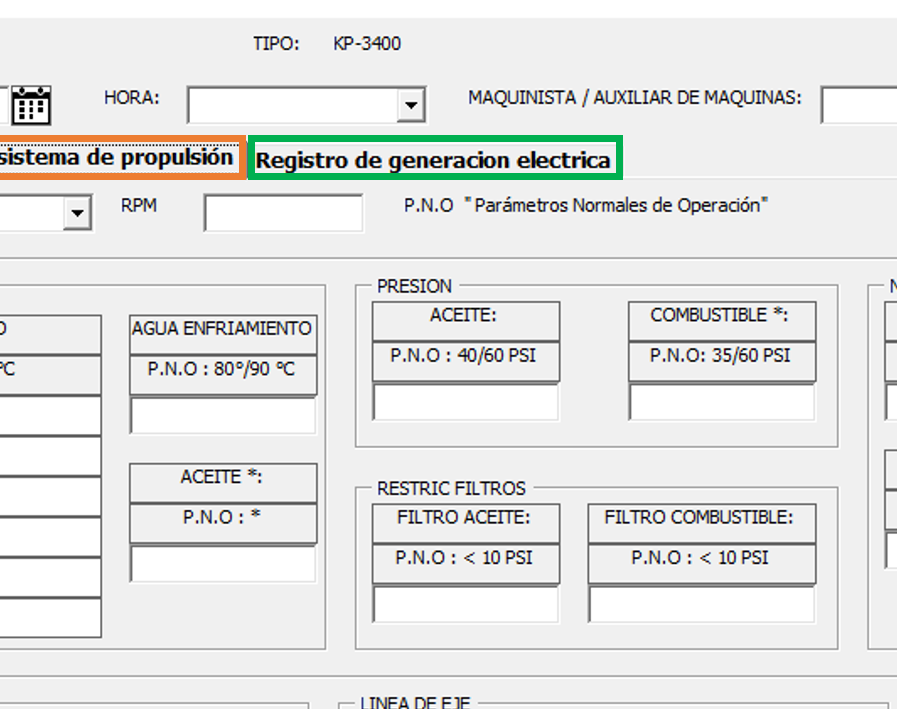 TIPO: KP-3400
HORA: MAQUINISTA / AUXILIAR DE MAQUINAS:
sistema de propulsión Registro de generacion electrica
RPM P.N.O "Parámetros Normales de Operación"
PRESION
ACEITE: COMBUSTIBLE *:
AGUA ENFRIAMIENTO
P.N.O : 40/60 PSI P.N.O: 35/60 PSI
°C P.N.O : 80°/90 °C
ACEITE *:
RESTRIC FILTROS
P.N.O : * FILTRO ACEITE: FILTRO COMBUSTIBLE:
P.N.O : < 10 PSI P.N.O : < 10 PSI
LINEA DE EJE